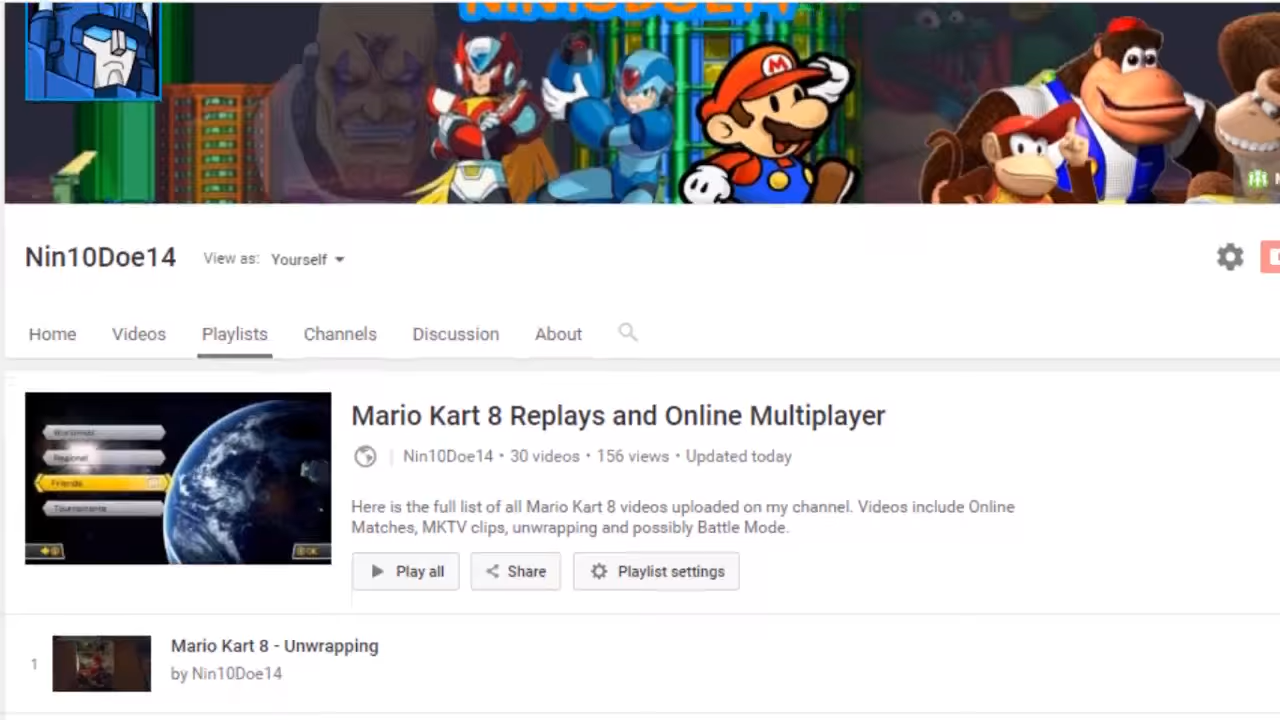 Nin10Doe14 View as: Yourself
Home Videos Playlists Channels Discussion About
Regional
Friends
Tournaments
Mario Kart 8 Replays and Online Multiplayer
Nin10Doe14 • 30 videos • 156 views • Updated today
Here is the full list of all Mario Kart 8 videos uploaded on my channel. Videos include Online
Matches, MKTV clips, unwrapping and possibly Battle Mode.
Play all Share Playlist settings
1
Mario Kart 8 - Unwrapping
by Nin10Doe14